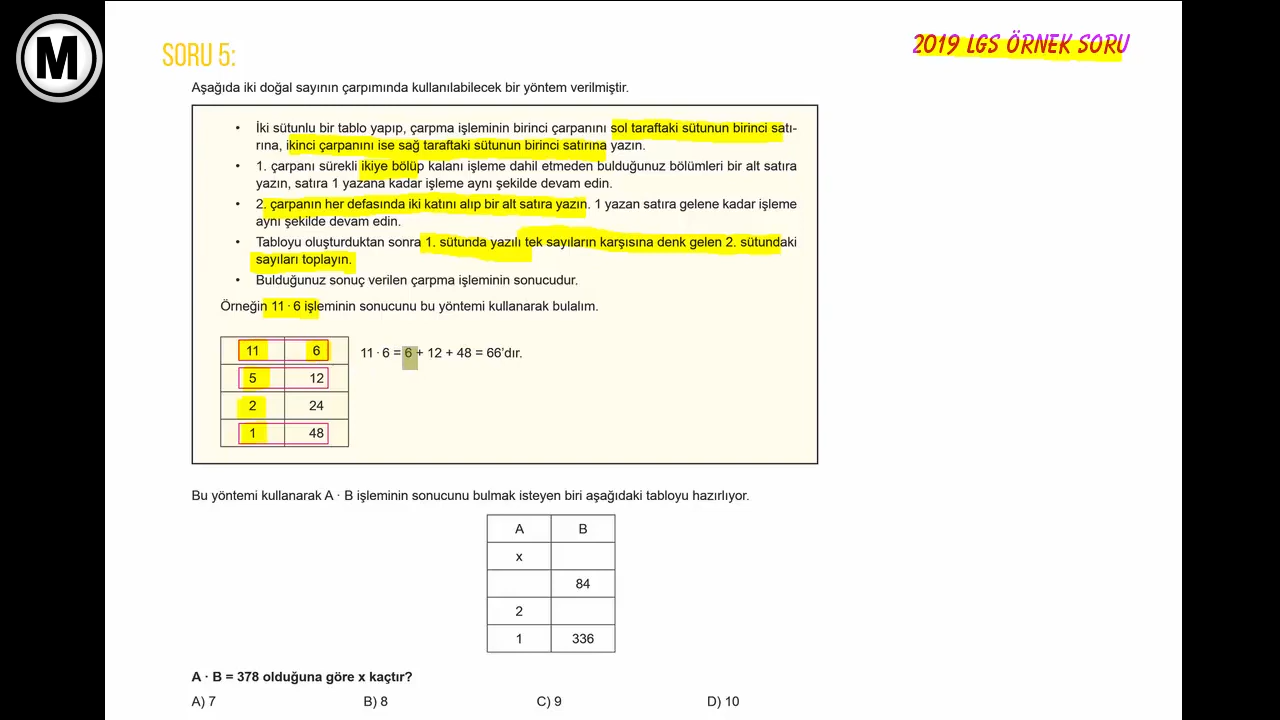 M
SORU 5:
2019 LGS ÖRNEK SORU
Aşağıda iki doğal sayının çarpımında kullanılabilecek bir yöntem verilmiştir.
• İki sütunlu bir tablo yapıp, çarpma işleminin birinci çarpanını sol taraftaki sütunun birinci satı-
rına, ikinci çarpanını ise sağ taraftaki sütunun birinci satırına yazın.
• 1. çarpanı sürekli ikiye bölüp kalanı işleme dahil etmeden bulduğunuz bölümleri bir alt satıra
yazın, satıra 1 yazana kadar işleme aynı şekilde devam edin.
• 2. çarpanın her defasında iki katını alıp bir alt satıra yazın. 1 yazan satıra gelene kadar işleme
aynı şekilde devam edin.
• Tabloyu oluşturduktan sonra 1. sütunda yazılı tek sayıların karşısına denk gelen 2. sütundaki
sayıları toplayın.
• Bulduğunuz sonuç verilen çarpma işleminin sonucudur.
Örneğin 11 · 6 işleminin sonucunu bu yöntemi kullanarak bulalım.
11 6
11 · 6 = 6 + 12 + 48 = 66'dır.
5 12
2 24
1 48
Bu yöntemi kullanarak A · B işleminin sonucunu bulmak isteyen biri aşağıdaki tabloyu hazırlıyor.
A B
x
84
2
1 336
A · B = 378 olduğuna göre x kaçtır?
A) 7 B) 8 C) 9 D) 10